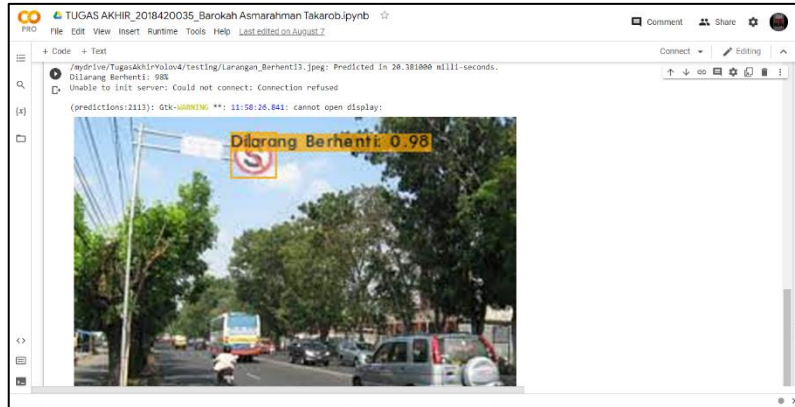 CO
PRO
TUGAS AKHIR_2018420035_Barokah Asmarahman Takarob.ipynb
Comment
Share
File Edit View Insert Runtime Tools Help Last edited on August 7
+ Code + Text
Connect
Editing
/mydrive/TugasAkhirYolov4/testing/Larangan_Berhenti3.jpeg: Predicted in 20.381000 milli-seconds.
Dilarang Berhenti: 98%
Unable to init server: Could not connect: Connection refused
{x}
(predictions:2113): Gtk-WARNING **: 11:58:26.841: cannot open display:
Dilarang Berhenti: 0.98
S